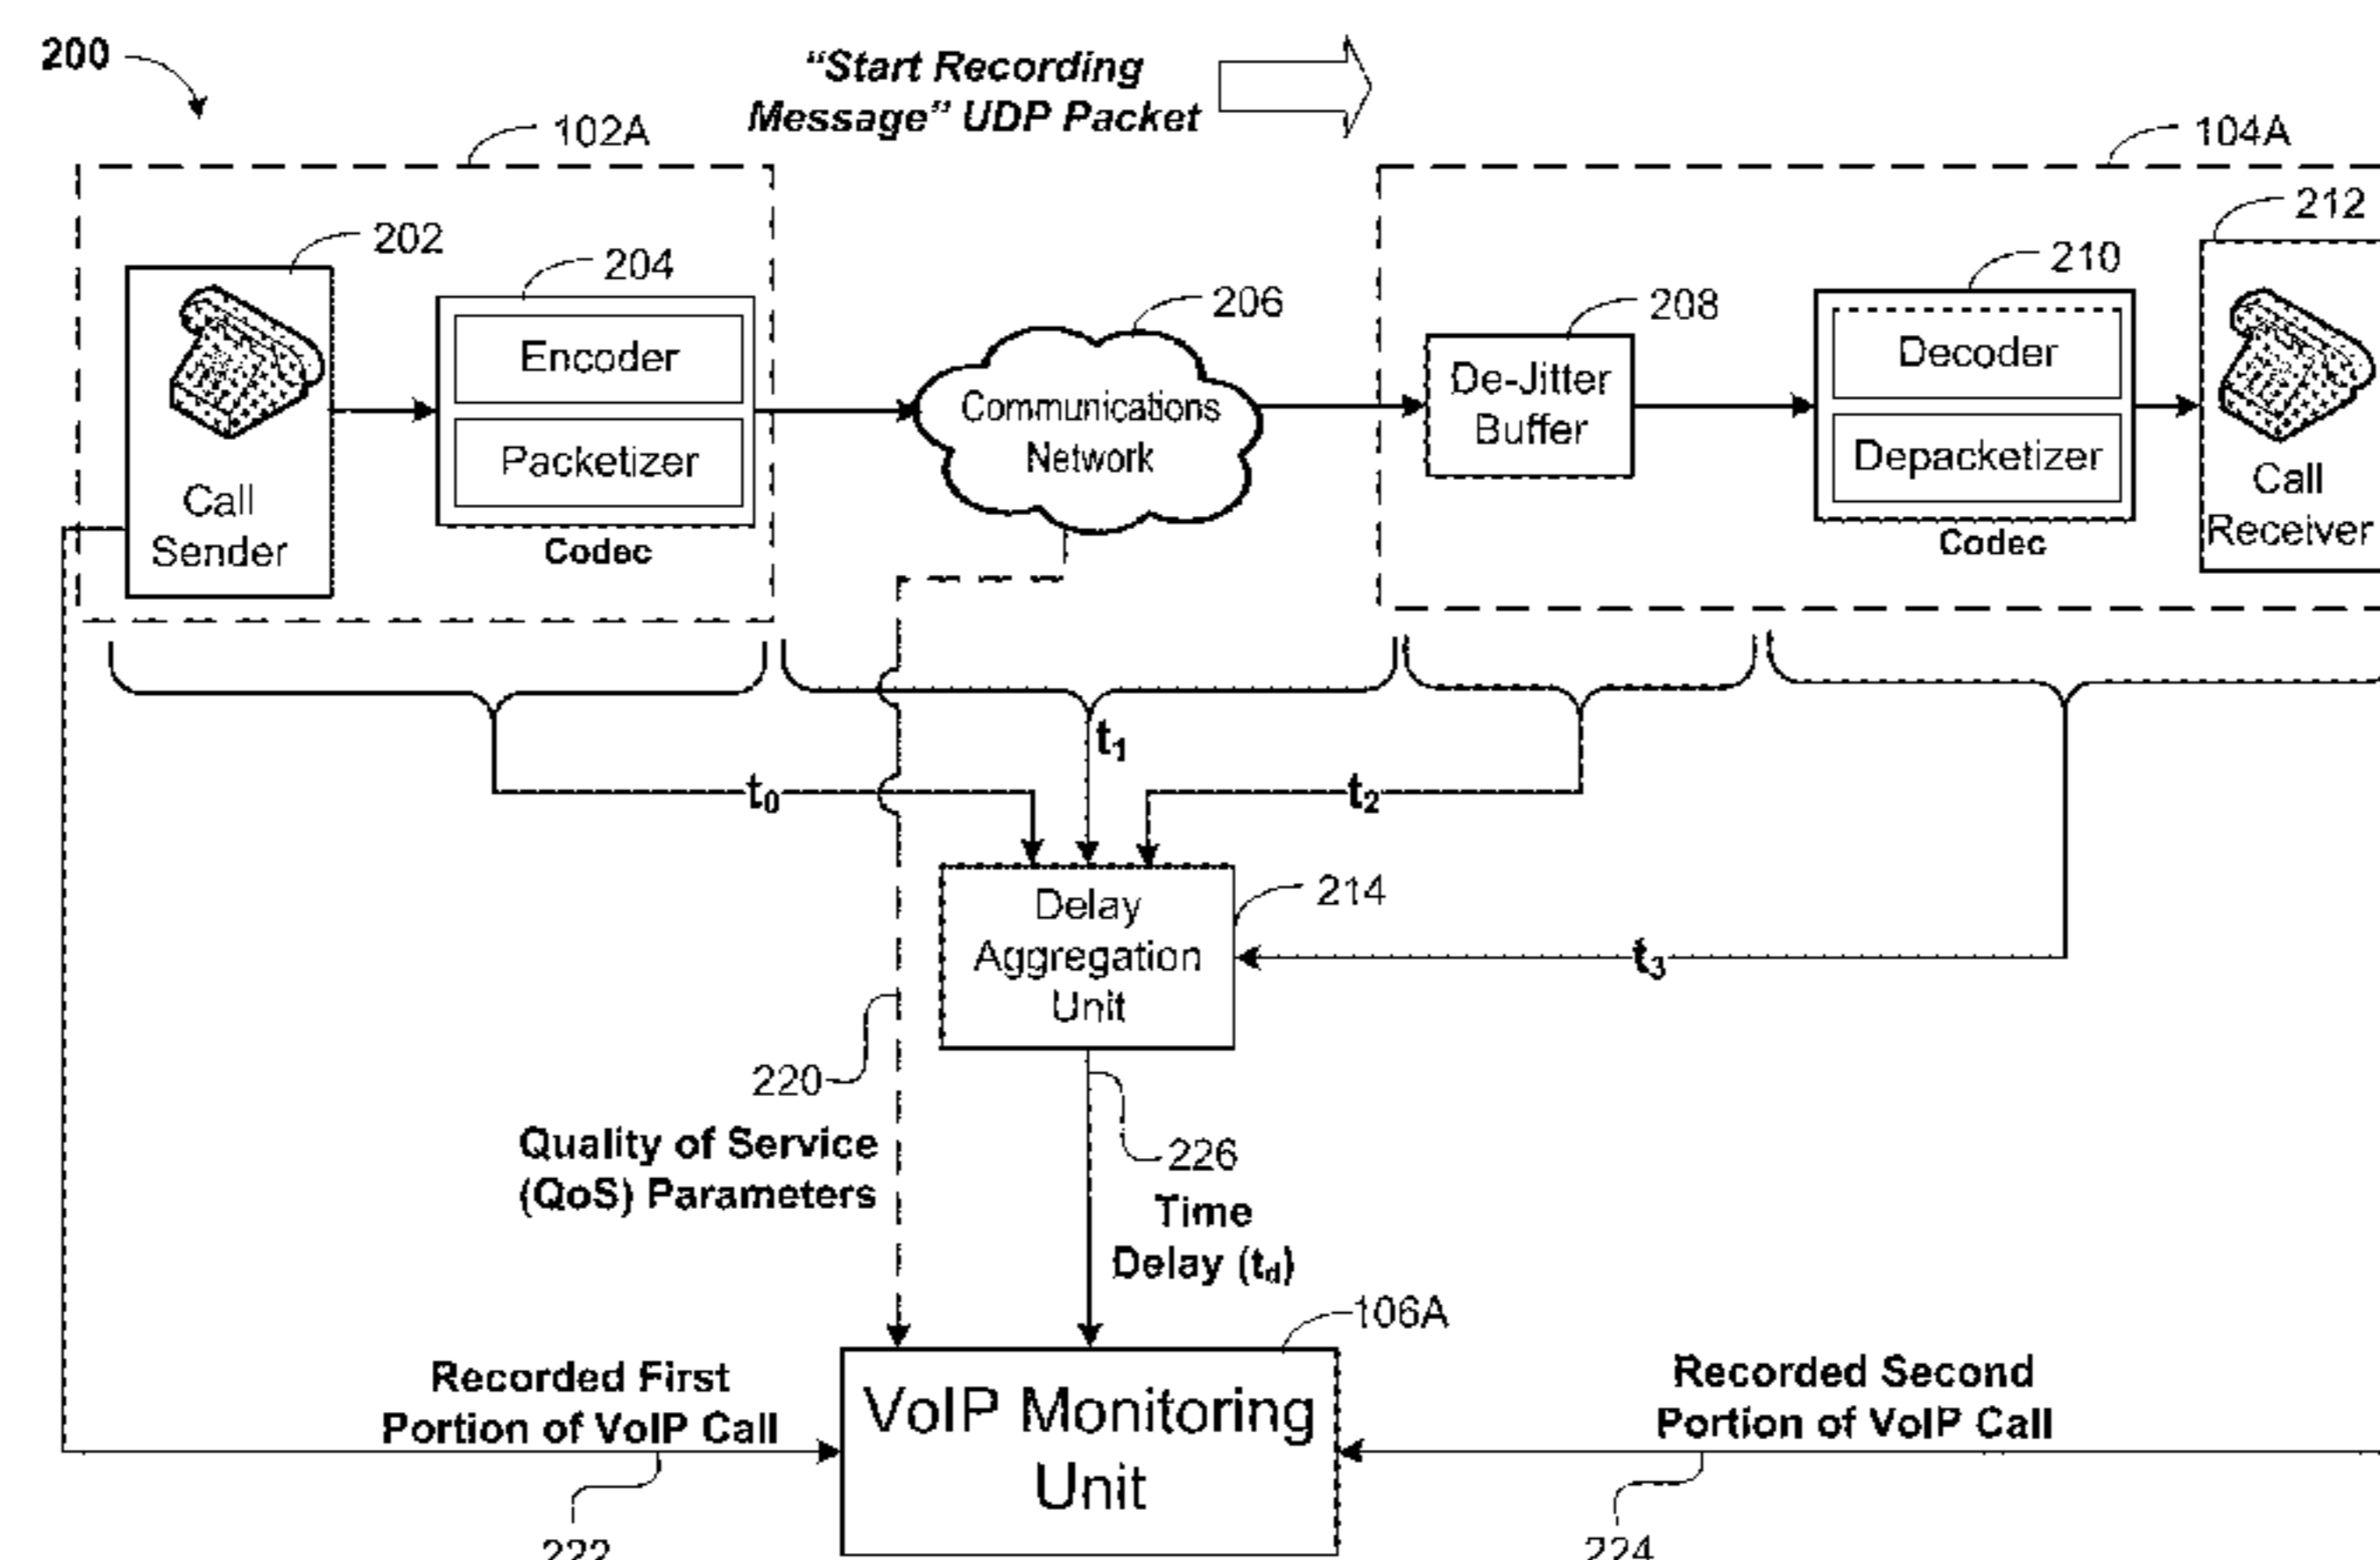 200
“Start Recording
Message” UDP Packet
102A
104A
202
204
206
208
210
212
Call
Sender
Encoder
Packetizer
Codec
Communications
Network
De-Jitter
Buffer
Decoder
Depacketizer
Codec
Call
Receiver
t0
t1
t2
t3
Delay
Aggregation
Unit
214
220
Quality of Service
(QoS) Parameters
226
Time
Delay (td)
106A
VoIP Monitoring
Unit
Recorded First
Portion of VoIP Call
222
Recorded Second
Portion of VoIP Call
224